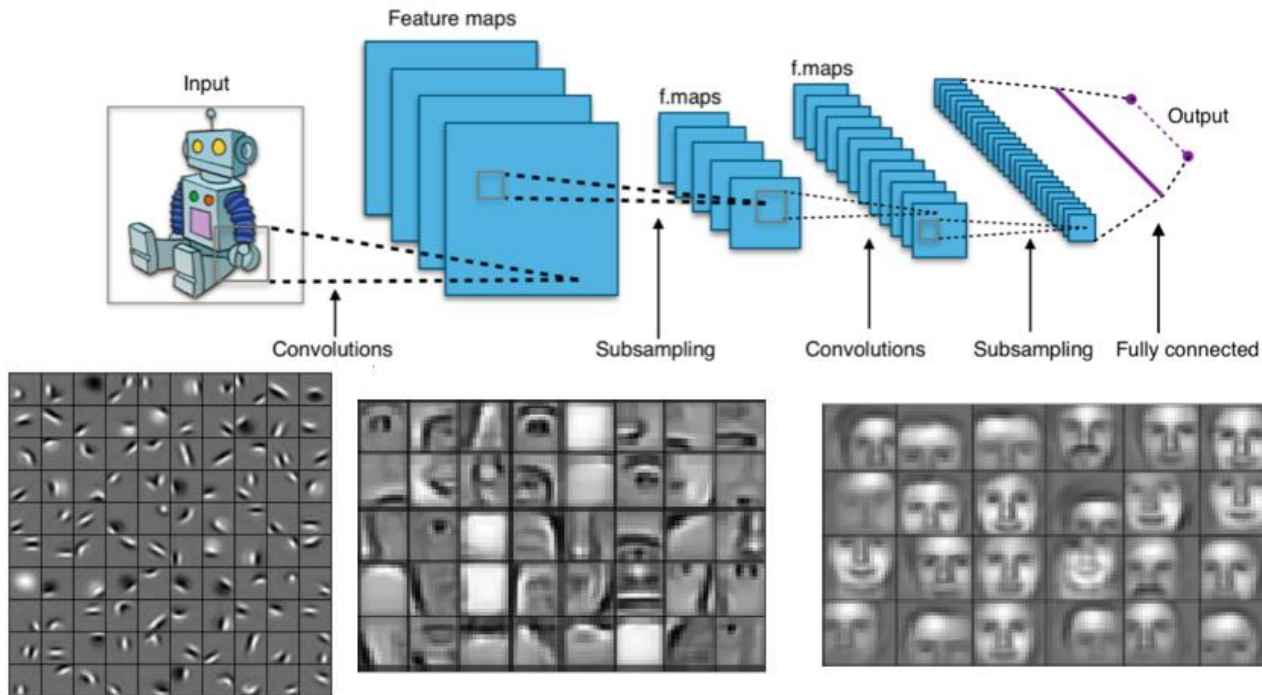 Feature maps
Input
f.maps
f.maps
Output
Convolutions
Subsampling
Convolutions
Subsampling
Fully connected